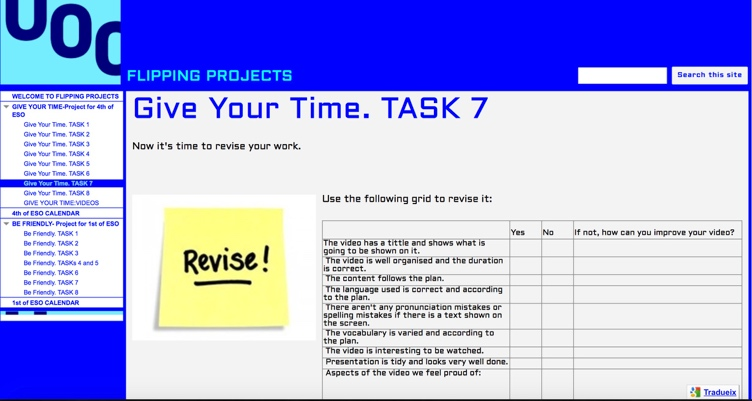 UOC
FLIPPING PROJECTS
Search this site
WELCOME TO FLIPPING PROJECTS
GIVE YOUR TIME-Project for 4th of
ESO
Give Your Time. TASK 1
Give Your Time. TASK 2
Give Your Time. TASK 3
Give Your Time. TASK 4
Give Your Time. TASK 5
Give Your Time. TASK 6
Give Your Time. TASK 7
Give Your Time. TASK 8
GIVE YOUR TIME:VIDEOS
4th of ESO CALENDAR
BE FRIENDLY- Project for 1st of ESO
Be Friendly. TASK 1
Be Friendly. TASK 2
Be Friendly. TASK 3
Be Friendly. TASKs 4 and 5
Be Friendly. TASK 6
Be Friendly. TASK 7
Be Friendly. TASK 8
1st of ESO CALENDAR
Give Your Time. TASK 7
Now it's time to revise your work.
Revise!
Use the following grid to revise it:
Yes No If not, how can you improve your video?
The video has a tittle and shows what is
going to be shown on it.
The video is well organised and the duration
is correct.
The content follows the plan.
The language used is correct and according
to the plan.
There aren't any pronunciation mistakes or
spelling mistakes if there is a text shown on
the screen.
The vocabulary is varied and according to
the plan.
The video is interesting to be watched.
Presentation is tidy and looks very well done.
Aspects of the video we feel proud of:
Tradueix